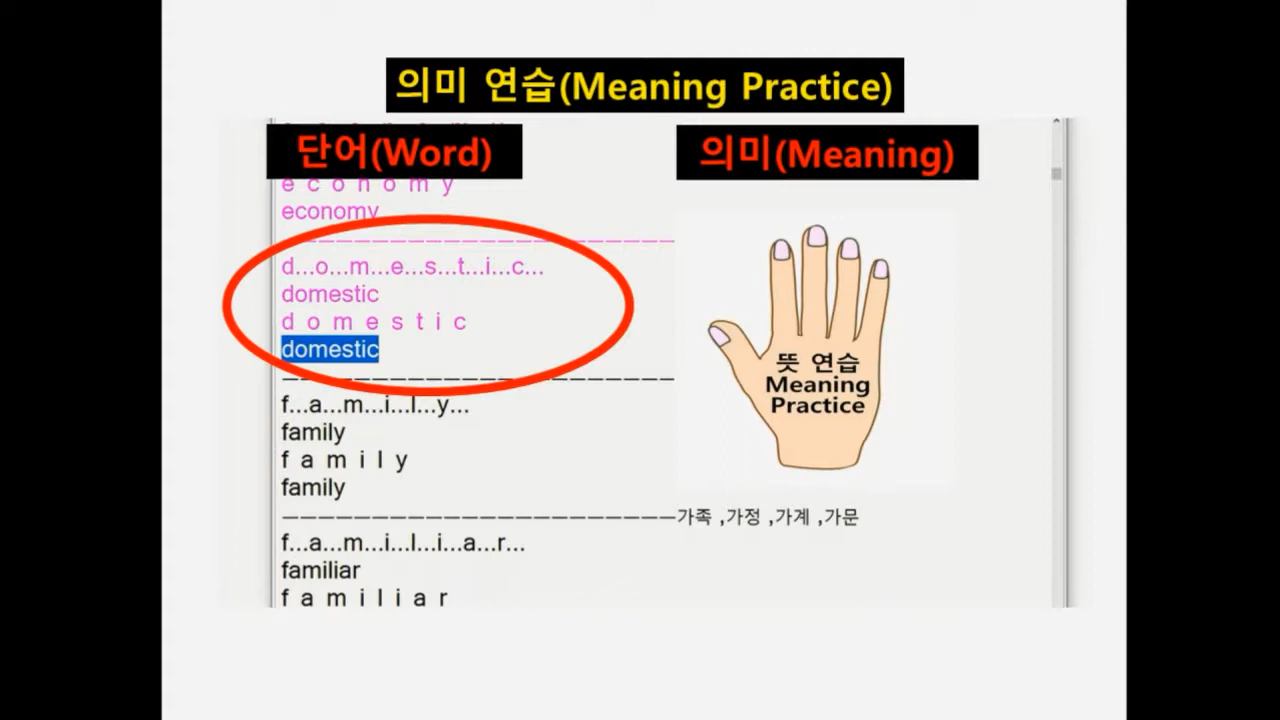 의미 연습(Meaning Practice)
단어(Word)
의미(Meaning)
e c o n o m y
economy
d...o...m...e...s...t...i...c...
domestic
d o m e s t i c
domestic
f...a...m...i...l...y...
family
f a m i l y
family
가족 ,가정 ,가계 ,가문
f...a...m...i...l...i...a...r...
familiar
f a m i l i a r
뜻 연습
Meaning
Practice